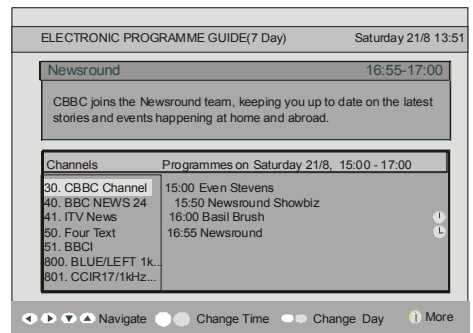 ELECTRONIC PROGRAMME GUIDE(7 Day) Saturday 21/8 13:51
Newsround 16:55-17:00
CBBC joins the Newsround team, keeping you up to date on the latest
stories and events happening at home and abroad.
Channels Programmes on Saturday 21/8, 15:00 - 17:00
30. CBBC Channel 15:00 Even Stevens
40. BBC NEWS 24 15:50 Newsround Showbiz
41. ITV News 16:00 Basil Brush
50. Four Text 16:55 Newsround
51. BBCI
800. BLUE/LEFT 1k...
801. CCIR17/1kHz...
Navigate Change Time Change Day i More